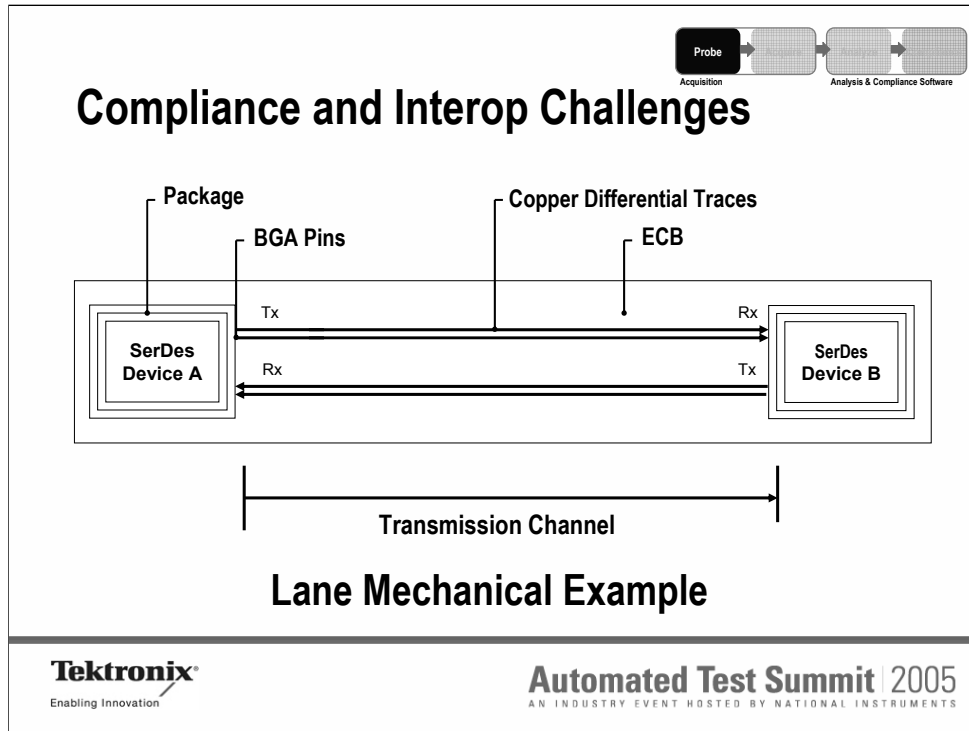 Probe
Acquire
Analyze
Acquisition
Analysis & Compliance Software
Compliance and Interop Challenges
Package
Copper Differential Traces
BGA Pins
ECB
Tx
Rx
SerDes
Device A
SerDes
Device B
Rx
Tx
Transmission Channel
Lane Mechanical Example
Tektronix®
Enabling Innovation
Automated Test Summit | 2005
AN INDUSTRY EVENT HOSTED BY NATIONAL INSTRUMENTS